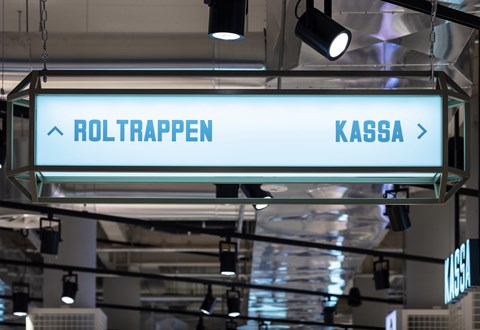 ^ ROLTRAPPEN KASSA >
KASSA